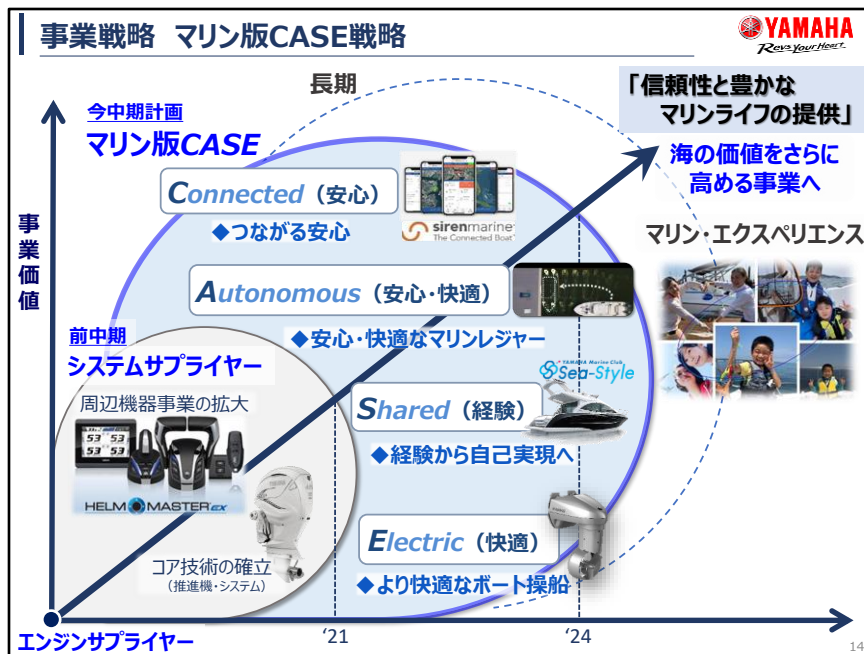 事業戦略 マリン版CASE戦略
YAMAHA
Revs Your Heart
長期
「信頼性と豊かな
マリンライフの提供」
今中期計画
マリン版CASE
海の価値をさらに
高める事業へ
Connected（安心）
◆つながる安心
sirenmarine
The Connected Boat
事業価値
マリン・エクスペリエンス
Autonomous（安心・快適）
◆安心・快適なマリンレジャー
前中期
システムサプライヤー
周辺機器事業の拡大
53 53
53 53
HELM MASTER EX
YAMAHA Marine Club
Sea-Style
Shared（経験）
◆経験から自己実現へ
Electric（快適）
◆より快適なボート操船
コア技術の確立
（推進機・システム）
エンジンサプライヤー
‘21
‘24
14